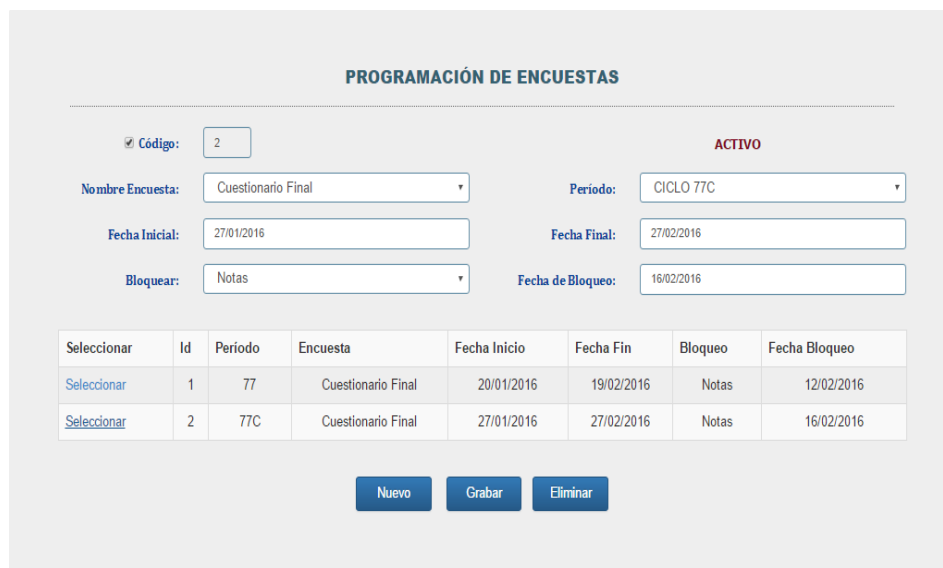 PROGRAMACIÓN DE ENCUESTAS
Código: 2 ACTIVO
Nombre Encuesta: Cuestionario Final Período: CICLO 77C
Fecha Inicial: 27/01/2016 Fecha Final: 27/02/2016
Bloquear: Notas Fecha de Bloqueo: 16/02/2016
Seleccionar Id Periodo Encuesta Fecha Inicio Fecha Fin Bloqueo Fecha Bloqueo
Seleccionar 1 77 Cuestionario Final 20/01/2016 19/02/2016 Notas 12/02/2016
Seleccionar 2 77C Cuestionario Final 27/01/2016 27/02/2016 Notas 16/02/2016
Nuevo Grabar Eliminar